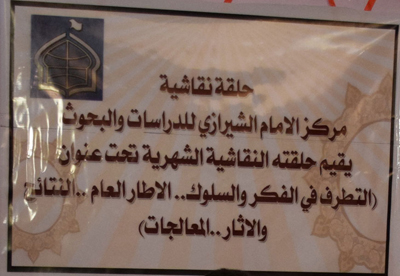 حلقة نقاشية
مركز الامام الشيرازي للدراسات والبحوث
يقيم حلقته النقاشية الشهرية تحت عنوان
(التطرف في الفكر والسلوك.. الاطار العام ..النتائج
والاثار ..المعالجات)